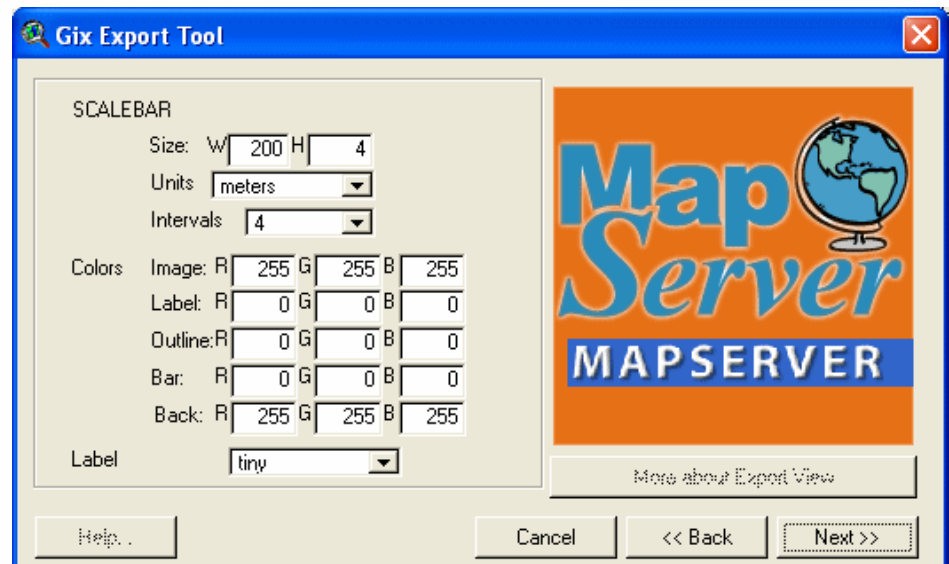 Gix Export Tool
SCALEBAR
Size: W 200 H 4
Units meters
Intervals 4
Colors Image: R 255 G 255 B 255
Label: R 0 G 0 B 0
Outline: R 0 G 0 B 0
Bar: R 0 G 0 B 0
Back: R 255 G 255 B 255
Label tiny
Map
Server
MAPSERVER
More about Export View
Help...
Cancel
<< Back
Next >>